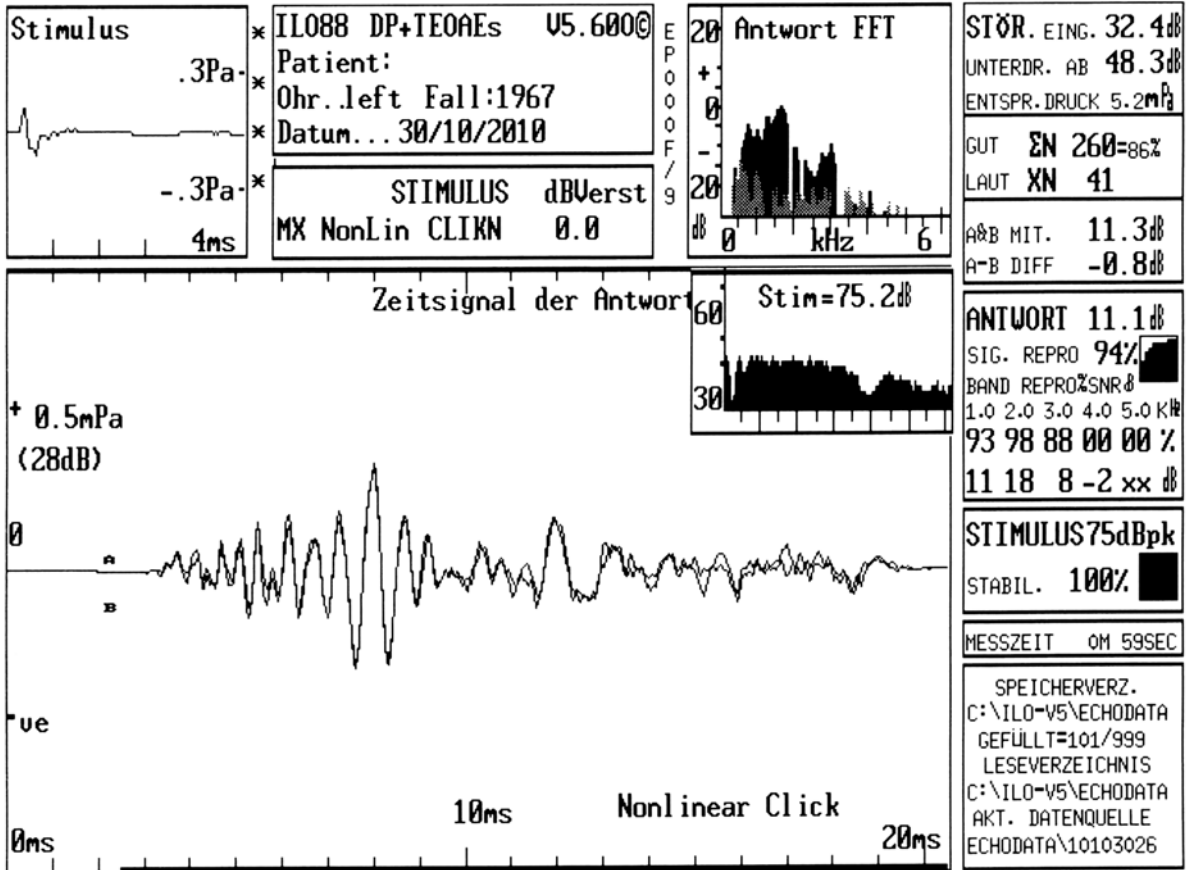 Stimulus
.3Pa-
-.3Pa-
4ms
*
*
*
*
ILO88 DP+TEOAEs V5.60O©
Patient:
Ohr..left Fall:1967
Datum...30/10/2010
STIMULUS dBVerst
MX NonLin CLIKN 0.0
EP000F/9
Antwort FFT
20
+
0
-
20
dB
0 kHz 6
STÖR. EING. 32.4dB
UNTERDR. AB 48.3dB
ENTSPR.DRUCK 5.2mPa
GUT ΣN 260=86%
LAUT XN 41
A&B MIT. 11.3dB
A-B DIFF -0.8dB
ANTWORT 11.1dB
SIG. REPRO 94%
BAND REPRO%SNR dB
1.0 2.0 3.0 4.0 5.0 KHz
93 98 88 00 00 %
11 18 8 -2 xx dB
STIMULUS 75dBpk
STABIL. 100%
MESSZEIT 0M 59SEC
SPEICHERVERZ.
C:\ILO-V5\ECHODATA
GEFÜLLT=101/999
LESEVERZEICHNIS
C:\ILO-V5\ECHODATA
AKT. DATENQUELLE
ECHODATA\10103026
Zeitsignal der Antwort
60
Stim=75.2dB
30
+ 0.5mPa
(28dB)
0
A
B
-ve
10ms
Nonlinear Click
0ms
20ms